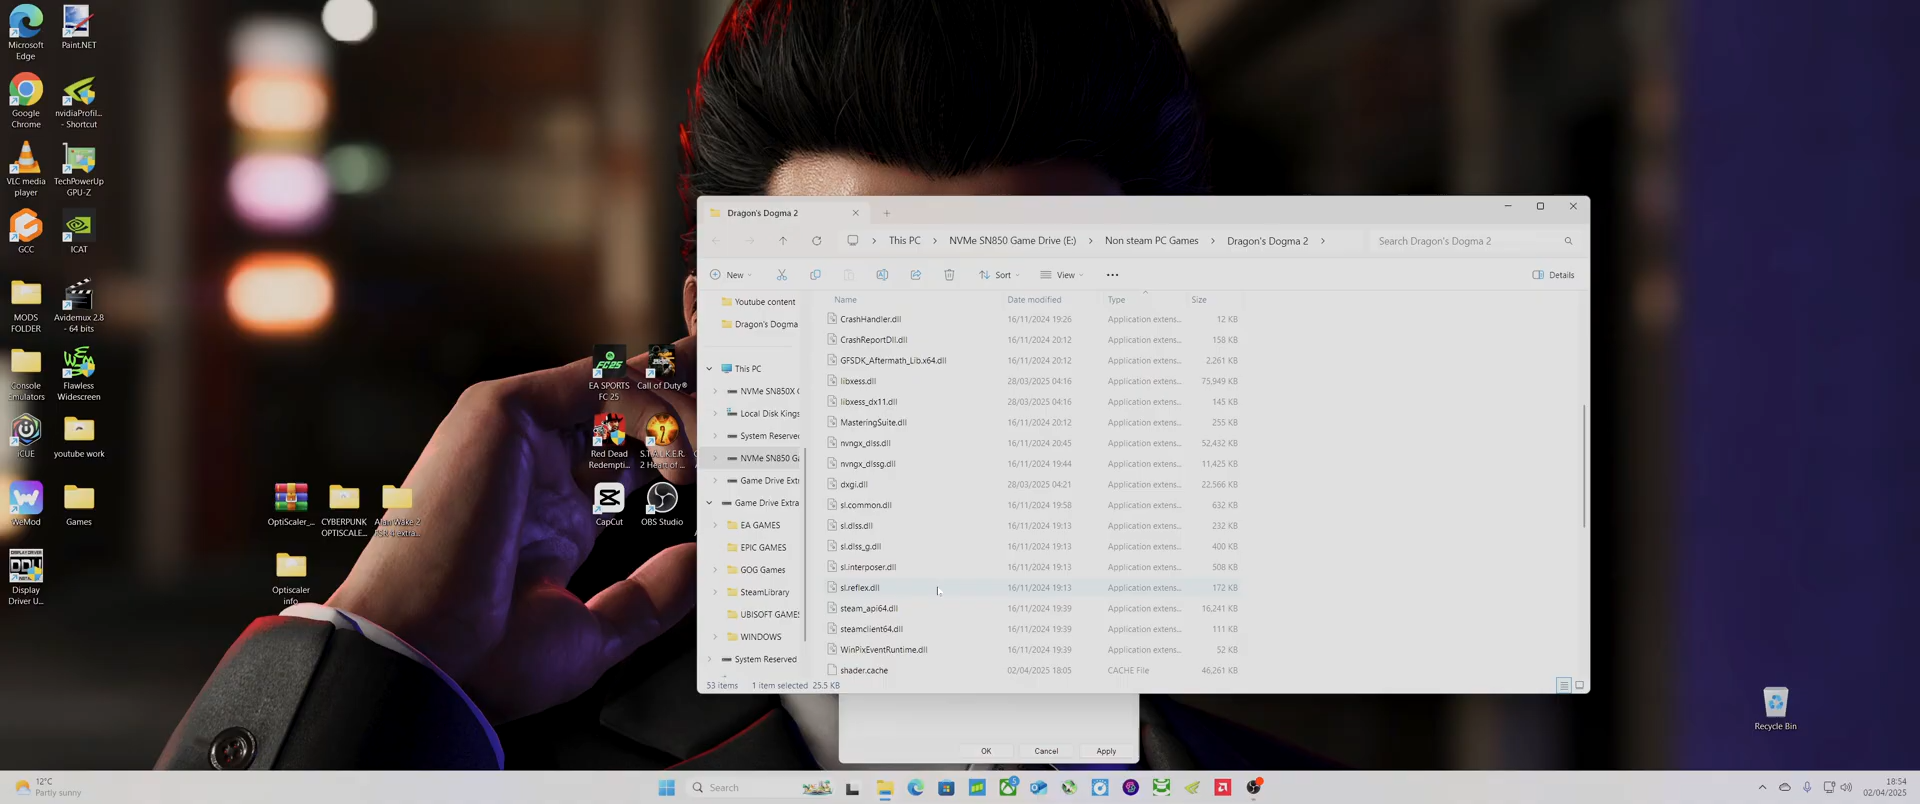 Microsoft Edge
Paint.NET
Google Chrome
nvidiaProfil... - Shortcut
VLC media player
TechPowerUp GPU-Z
GCC
ICAT
MODS FOLDER
Avidemux 2.8 - 64 bits
Console Emulators
Flawless Widescreen
iCUE
youtube work
WeMod
Games
Display Driver U...
OptiScaler_...
CYBERPUNK OPTISCALE...
Optiscaler info
EA SPORTS FC 25
Call of Duty®
Red Dead Redempti...
S.T.A.L.K.E.R. 2 Heart of ...
CapCut
OBS Studio
Recycle Bin
Dragon's Dogma 2
This PC
NVMe SN850 Game Drive (E:)
Non steam PC Games
Dragon's Dogma 2
Search Dragon's Dogma 2
New
Sort
View
Details
Youtube content
Dragon's Dogma
This PC
NVMe SN850X
Local Disk Kings
System Reserve
NVMe SN850 Ga
Game Drive Extra
Game Drive Extra
EA GAMES
EPIC GAMES
GOG Games
SteamLibrary
UBISOFT GAMES
WINDOWS
System Reserved
Name Date modified Type Size
CrashHandler.dll 16/11/2024 19:26 Application extens... 12 KB
CrashReportDll.dll 16/11/2024 20:12 Application extens... 158 KB
GFSDK_Aftermath_Lib.x64.dll 16/11/2024 20:12 Application extens... 2,261 KB
libxess.dll 28/03/2025 04:16 Application extens... 75,949 KB
libxess_dx11.dll 28/03/2025 04:16 Application extens... 145 KB
MasteringSuite.dll 16/11/2024 20:12 Application extens... 255 KB
nvngx_dlss.dll 16/11/2024 20:45 Application extens... 52,432 KB
nvngx_dlssg.dll 16/11/2024 19:44 Application extens... 11,425 KB
dxgi.dll 28/03/2025 04:21 Application extens... 22,566 KB
sl.common.dll 16/11/2024 19:58 Application extens... 632 KB
sl.dlss.dll 16/11/2024 19:13 Application extens... 232 KB
sl.dlss_g.dll 16/11/2024 19:13 Application extens... 400 KB
sl.interposer.dll 16/11/2024 19:13 Application extens... 508 KB
sl.reflex.dll 16/11/2024 19:13 Application extens... 172 KB
steam_api64.dll 16/11/2024 19:39 Application extens... 16,241 KB
steamclient64.dll 16/11/2024 19:39 Application extens... 111 KB
WinPixEventRuntime.dll 16/11/2024 19:39 Application extens... 52 KB
shader.cache 02/04/2025 18:05 CACHE File 46,261 KB
53 items 1 item selected 25.5 KB
OK Cancel Apply
12°C
Partly sunny
Search
5
18:54
02/04/2025